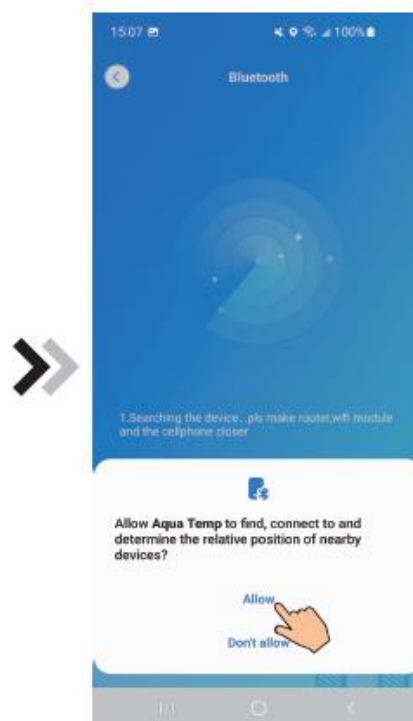 15:07 100%
Bluetooth
1.Searching the device...pls make router,wifi module
and the cellphone closer
Allow Aqua Temp to find, connect to and
determine the relative position of nearby
devices?
Allow
Don't allow